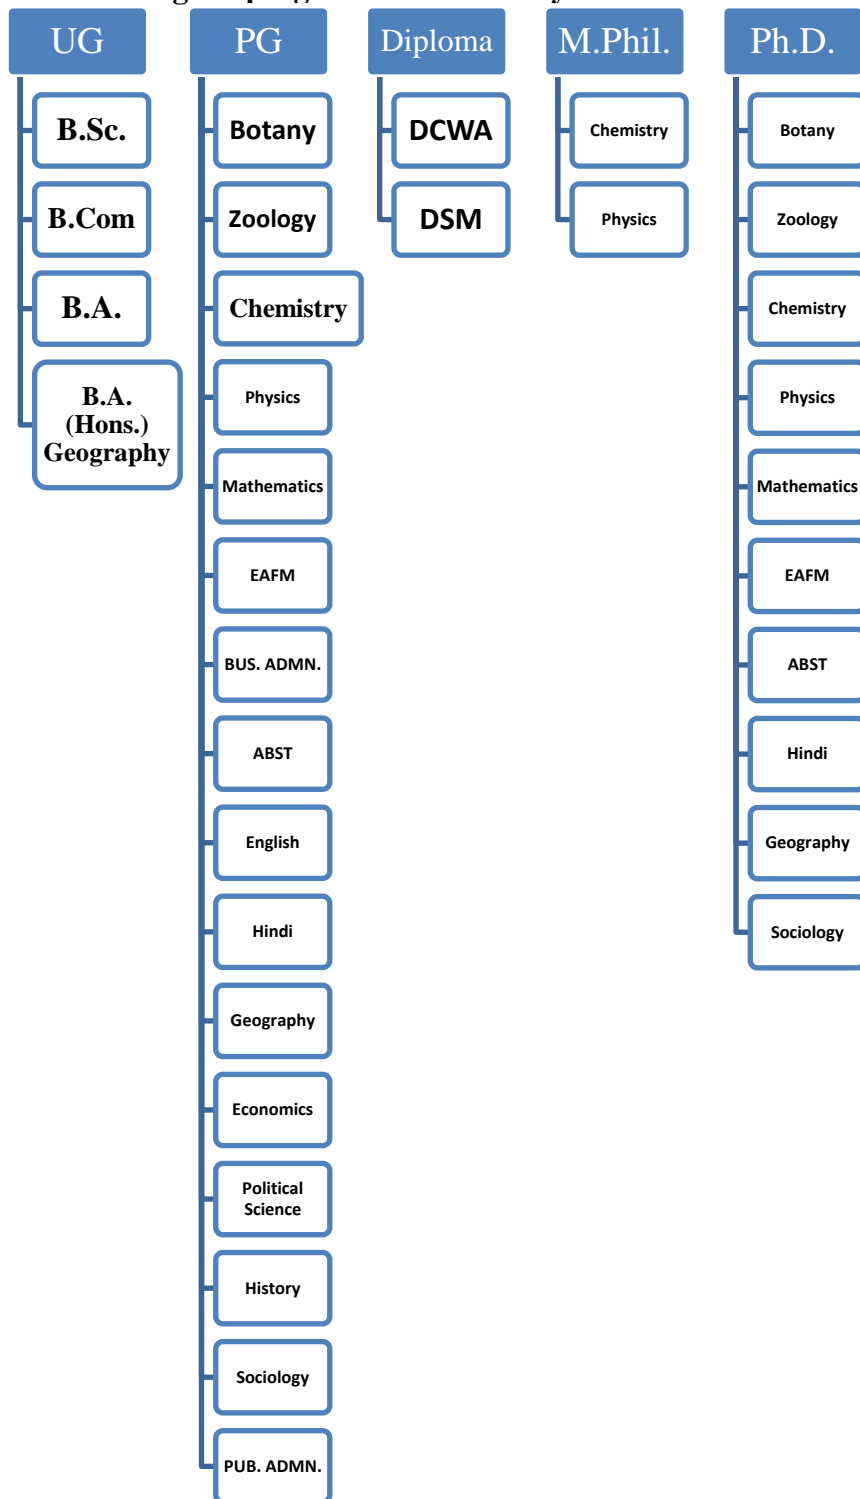 UG
B.Sc.
B.Com
B.A.
B.A.
(Hons.)
Geography
PG
Botany
Zoology
Chemistry
Physics
Mathematics
EAFM
BUS. ADMN.
ABST
English
Hindi
Geography
Economics
Political
Science
History
Sociology
PUB. ADMN.
Diploma
DCWA
DSM
M.Phil.
Chemistry
Physics
Ph.D.
Botany
Zoology
Chemistry
Physics
Mathematics
EAFM
ABST
Hindi
Geography
Sociology